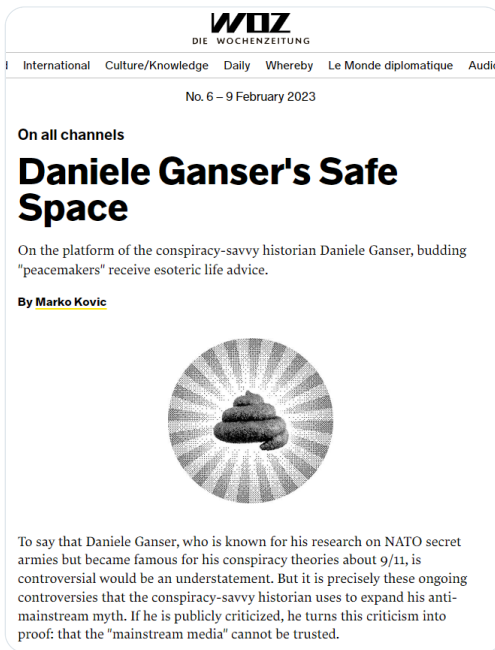 WOZ
DIE WOCHENZEITUNG
International Culture/Knowledge Daily Whereby Le Monde diplomatique
No. 6 – 9 February 2023
On all channels
Daniele Ganser's Safe
Space
On the platform of the conspiracy-savvy historian Daniele Ganser, budding
"peacemakers" receive esoteric life advice.
By Marko Kovic
To say that Daniele Ganser, who is known for his research on NATO secret
armies but became famous for his conspiracy theories about 9/11, is
controversial would be an understatement. But it is precisely these ongoing
controversies that the conspiracy-savvy historian uses to expand his anti-
mainstream myth. If he is publicly criticized, he turns this criticism into
proof: that the "mainstream media" cannot be trusted.